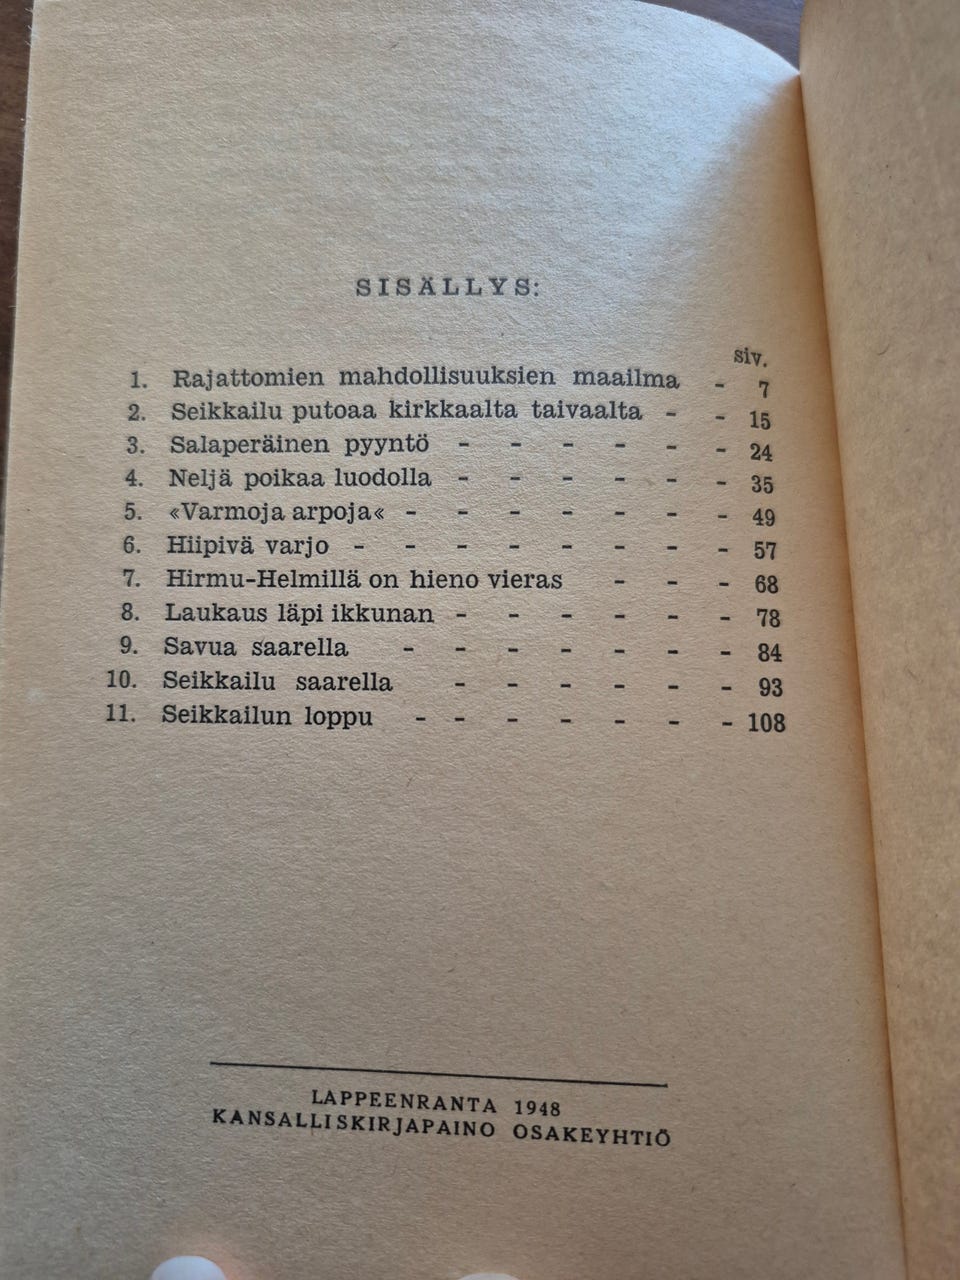 SISÄLLYS:
siv.
1. Rajattomien mahdollisuuksien maailma - 7
2. Seikkailu putoaa kirkkaalta taivaalta - - 15
3. Salaperäinen pyyntö - - - - - - 24
4. Neljä poikaa luodolla - - - - - - 35
5. «Varmoja arpoja« - - - - - - - 49
6. Hiipivä varjo - - - - - - - - 57
7. Hirmu-Helmillä on hieno vieras - - - 68
8. Laukaus läpi ikkunan - - - - - - 78
9. Savua saarella - - - - - - - 84
10. Seikkailu saarella - - - - - - 93
11. Seikkailun loppu - - - - - - - 108
LAPPEENRANTA 1948
KANSALLISKIRJAPAINO OSAKEYHTIÖ